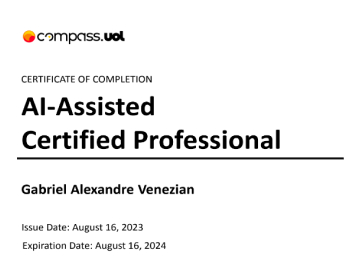 compass.uol
CERTIFICATE OF COMPLETION
AI-Assisted
Certified Professional
Gabriel Alexandre Venezian
Issue Date: August 16, 2023
Expiration Date: August 16, 2024